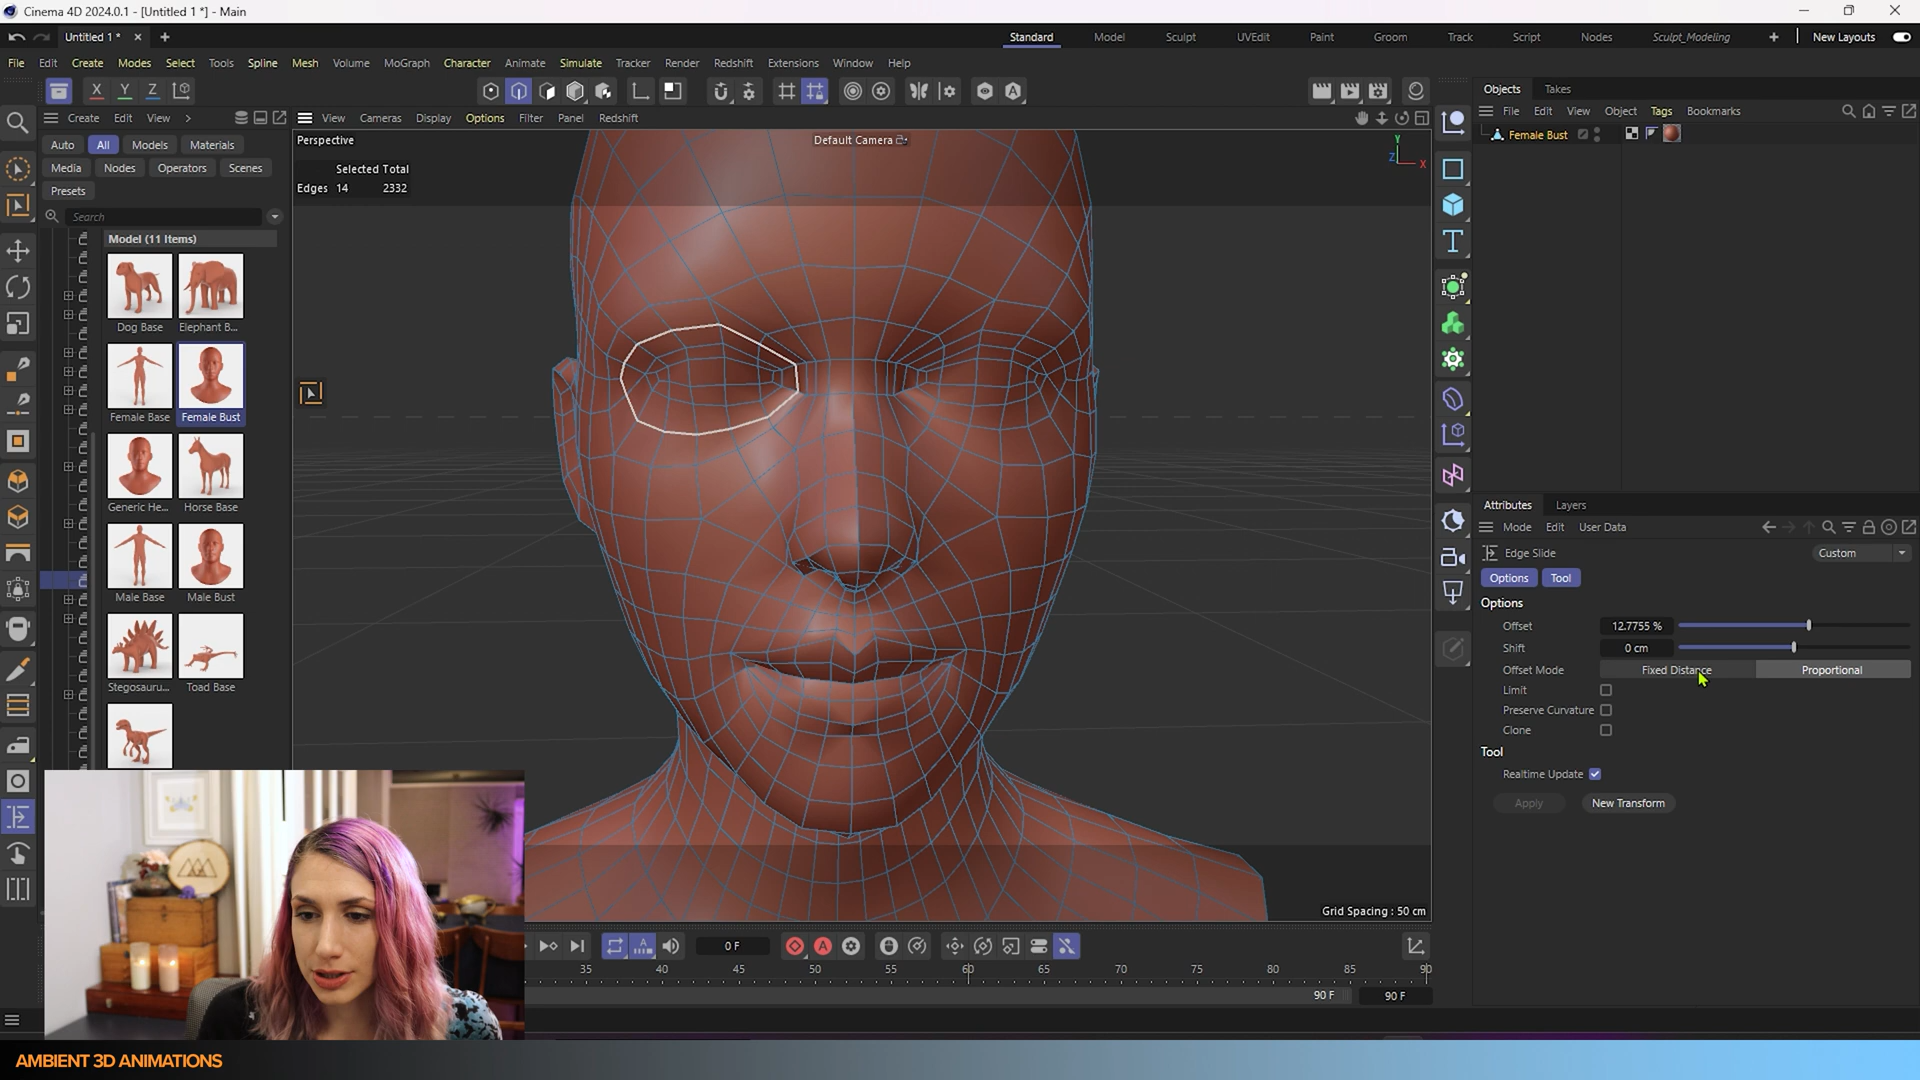 Cinema 4D 2024.0.1 - [Untitled 1 *] - Main
Untitled 1 *
Standard Model Sculpt UVEdit Paint Groom Track Script Nodes Sculpt_Modeling New Layouts
File Edit Create Modes Select Tools Spline Mesh Volume MoGraph Character Animate Simulate Tracker Render Redshift Extensions Window Help
X Y Z
Objects Takes
Create Edit View
View Cameras Display Options Filter Panel Redshift
File Edit View Object Tags Bookmarks
Female Bust
Auto All Models Materials
Media Nodes Operators Scenes
Presets
Search
Model (11 Items)
Dog Base Elephant B...
Female Base Female Bust
Generic He... Horse Base
Male Base Male Bust
Stegosauru... Toad Base
Perspective
Default Camera
Y
Z X
Selected Total
Edges 14 2332
Grid Spacing : 50 cm
Attributes Layers
Mode Edit User Data
Edge Slide
Custom
Options Tool
Options
Offset 12.7755 %
Shift 0 cm
Offset Mode Fixed Distance Proportional
Limit
Preserve Curvature
Clone
Tool
Realtime Update
Apply New Transform
0 F
35 40 45 50 55 60 65 70 75 80 85 90
90 F 90 F
AMBIENT 3D ANIMATIONS